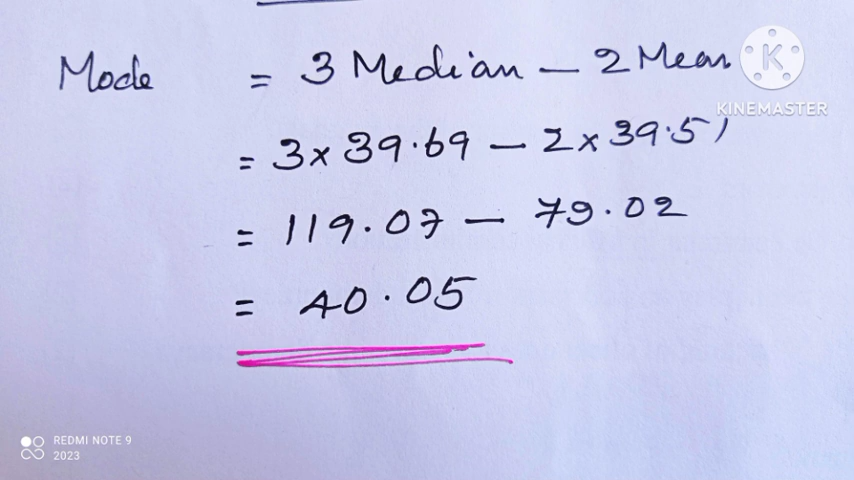 Mode = 3 Median - 2 Mean
KINEMASTER
= 3 x 39.69 - 2 x 39.51
= 119.07 - 79.02
= 40.05
REDMI NOTE 9
2023